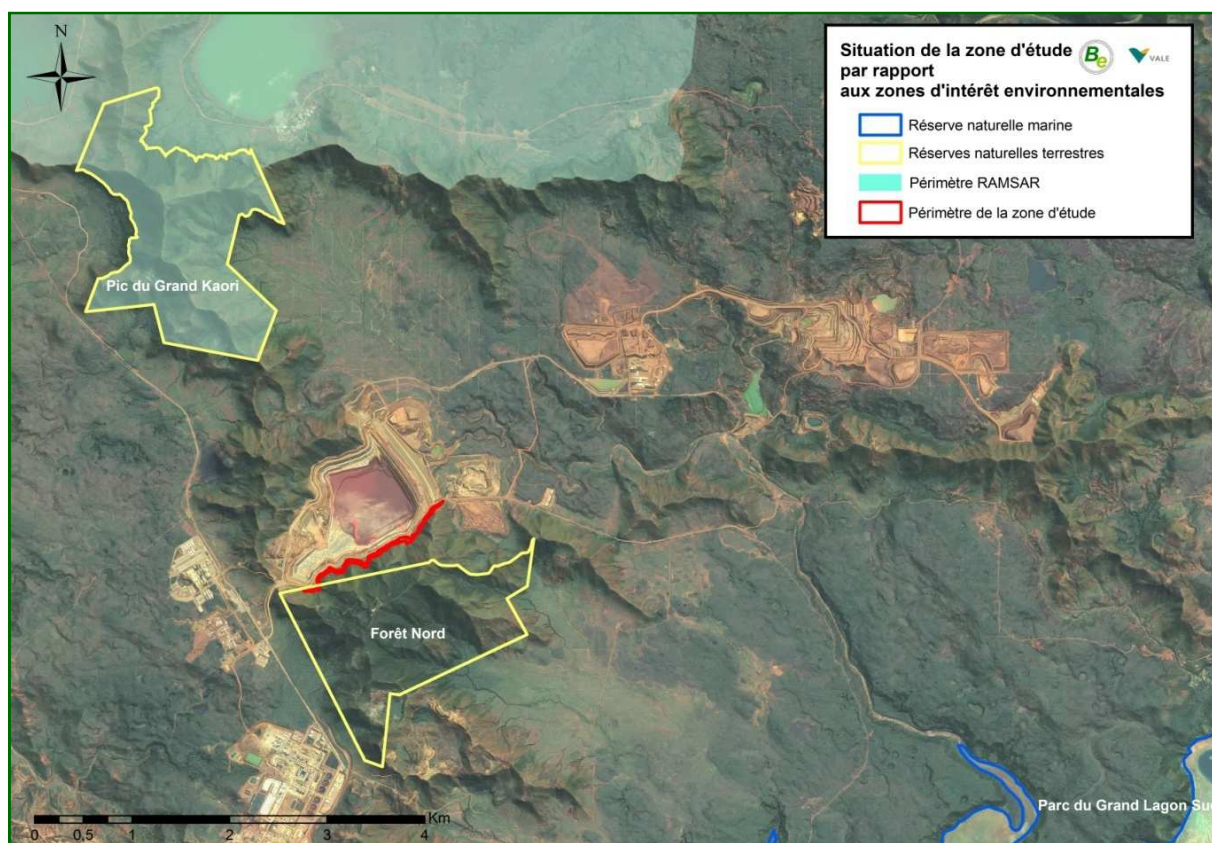 N
Situation de la zone d'étude
par rapport
aux zones d'intérêt environnementales
Be
VALE
Réserve naturelle marine
Réserves naturelles terrestres
Périmètre RAMSAR
Périmètre de la zone d'étude
Pic du Grand Kaori
Forêt Nord
Parc du Grand Lagon Sud
Km
0 0,5 1 2 3 4